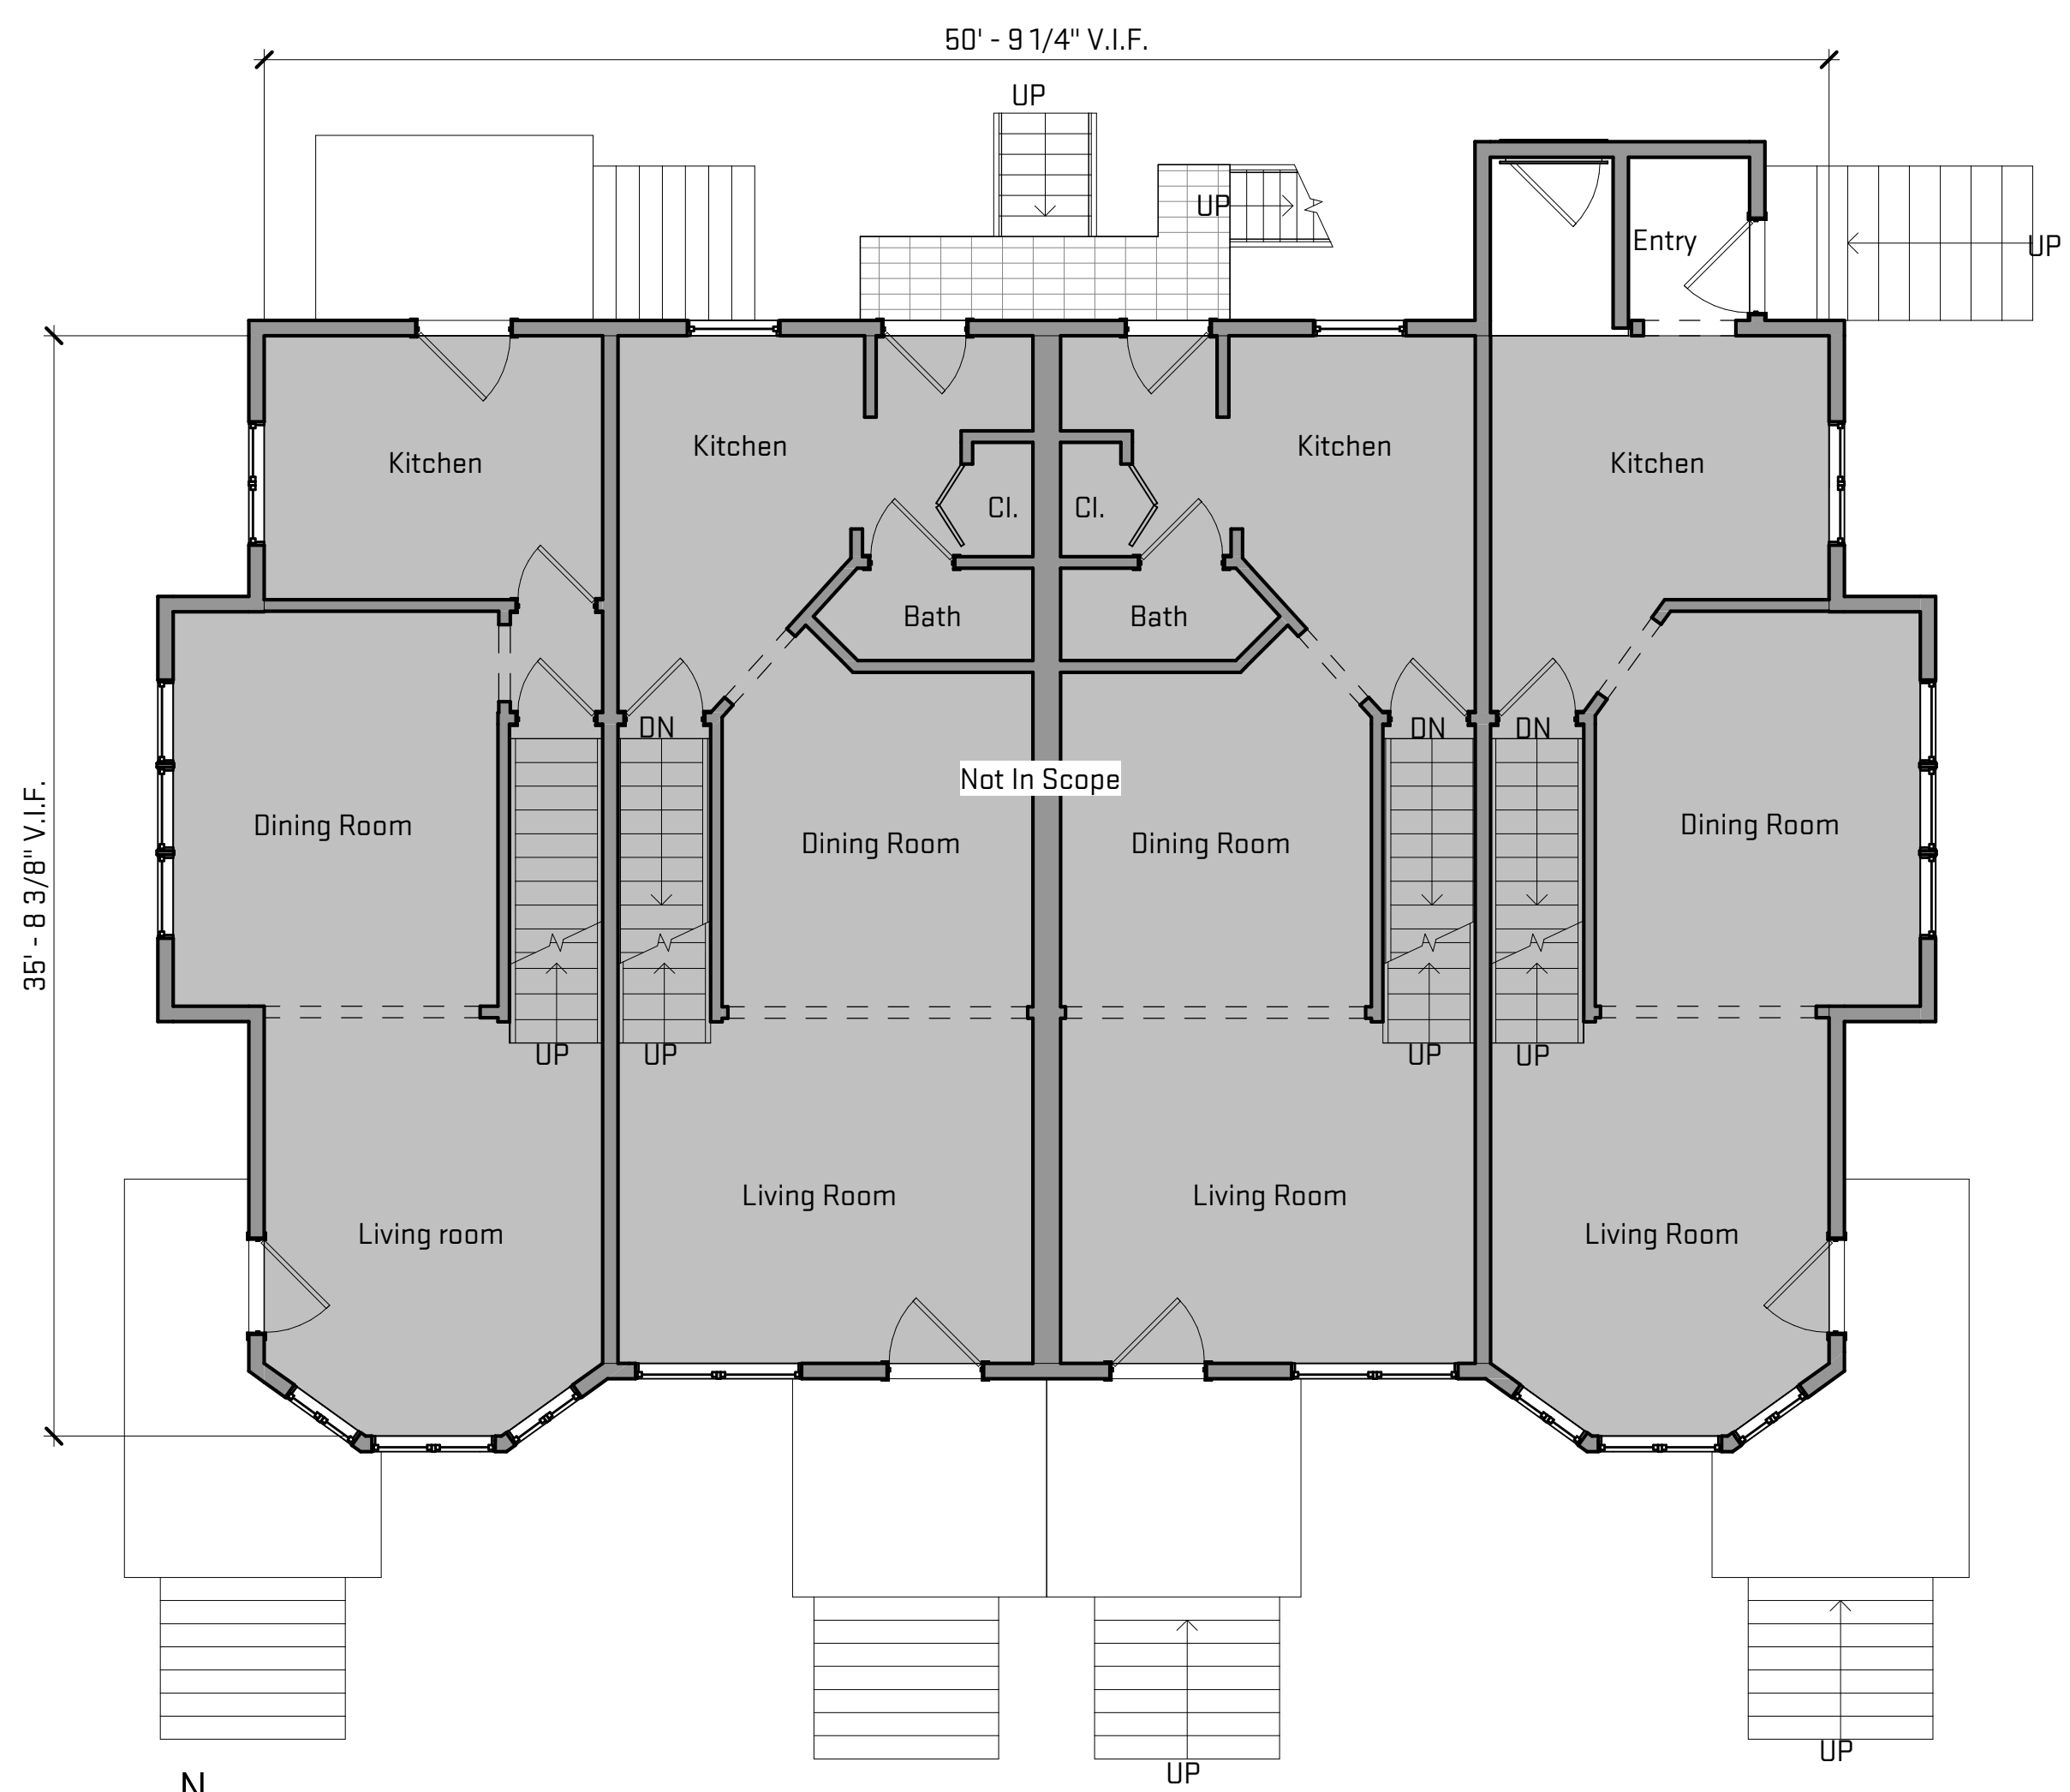 50' - 9 1/4" V.I.F.
UP
UP
Entry
UP
Kitchen
Kitchen
Kitchen
Kitchen
Cl.
Cl.
Bath
Bath
DN
DN
DN
Not In Scope
Dining Room
Dining Room
Dining Room
Dining Room
35' - 8 3/8" V.I.F.
UP
UP
UP
UP
Living Room
Living Room
Living room
Living Room
UP
UP
N